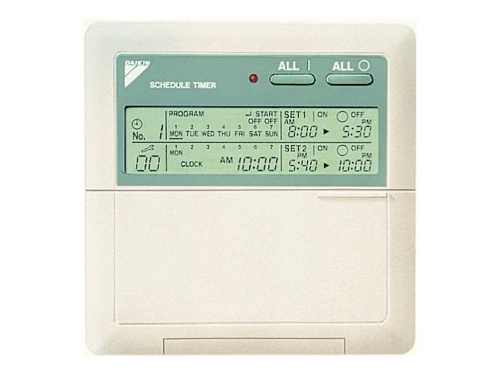 DAIKIN
ALL | ALL ○
SCHEDULE TIMER
PROGRAM ↵ START SET1 ON ○ OFF
OFF OFF AM PM
No. 1 1 2 3 4 5 6 7 8:00 ▶ 5:30
MON TUE WED THU FRI SAT SUN
1 2 3 4 5 6 7 SET2 ON ○ OFF
MON PM PM
00 CLOCK AM 10:00 5:40 ▶ 10:00